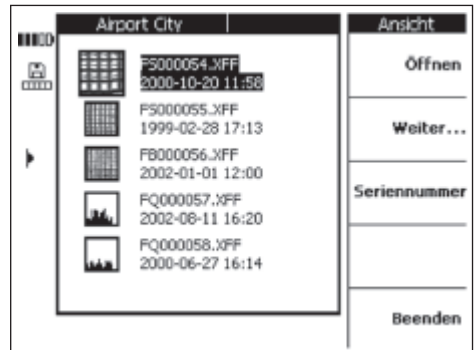 Airport City
FS000054.XFF
2000-10-20 11:58
FS000055.XFF
1999-02-28 17:13
FB000056.XFF
2002-01-01 12:00
FQ000057.XFF
2002-08-11 16:20
FQ000058.XFF
2000-06-27 16:14
Ansicht
Öffnen
Weiter...
Seriennummer
Beenden